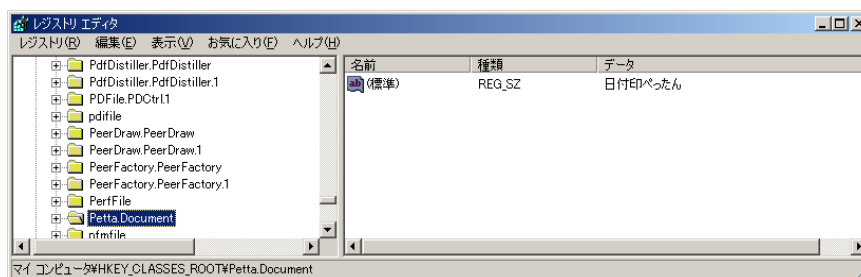 レジストリ エディタ
レジストリ(R) 編集(E) 表示(V) お気に入り(F) ヘルプ(H)
PdfDistiller.PdfDistiller
PdfDistiller.PdfDistiller.1
PDFile.PDCtrl.1
pdifile
PeerDraw.PeerDraw
PeerDraw.PeerDraw.1
PeerFactory.PeerFactory
PeerFactory.PeerFactory.1
PerfFile
Petta.Document
pfmfile
名前 種類 データ
ab (標準) REG_SZ 日付印ぺったん
マイ コンピュータ¥HKEY_CLASSES_ROOT¥Petta.Document